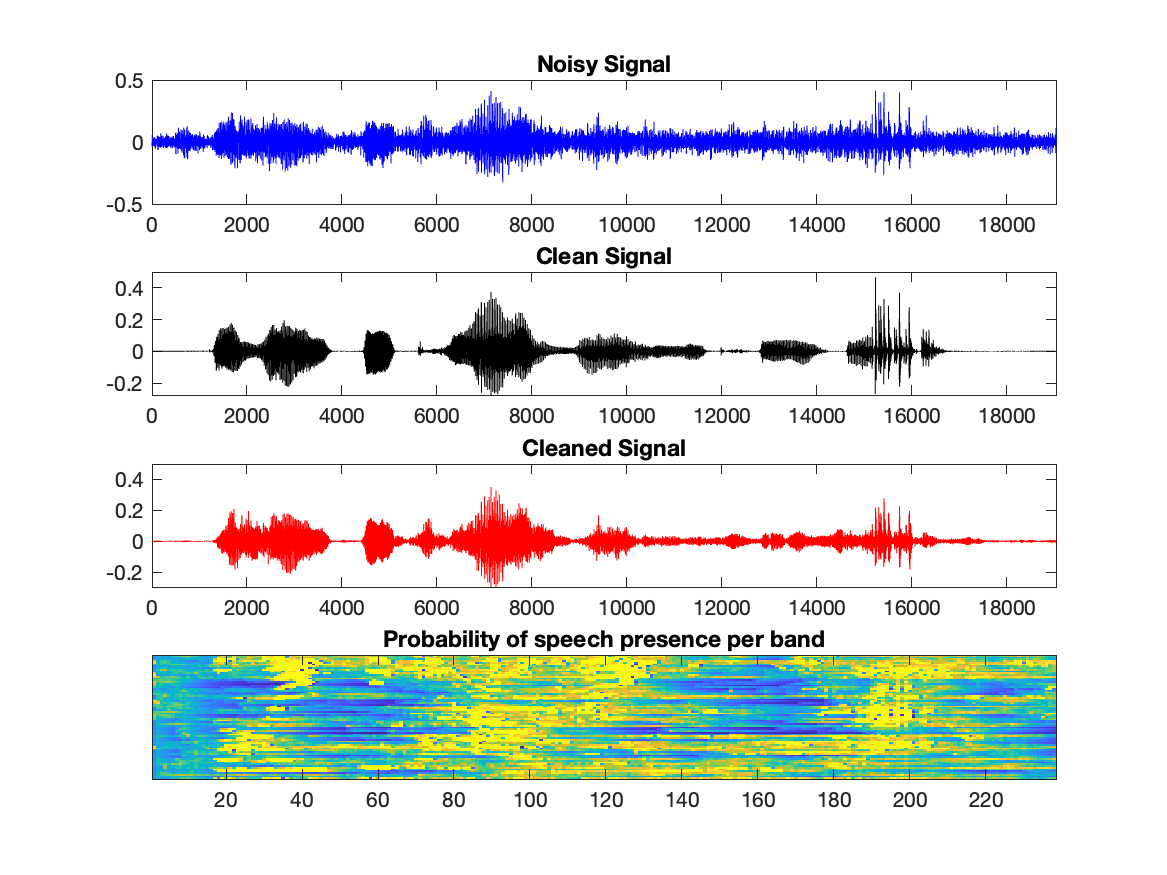 Noisy Signal
0.5
0
-0.5
0 2000 4000 6000 8000 10000 12000 14000 16000 18000
Clean Signal
0.4
0.2
0
-0.2
0 2000 4000 6000 8000 10000 12000 14000 16000 18000
Cleaned Signal
0.4
0.2
0
-0.2
0 2000 4000 6000 8000 10000 12000 14000 16000 18000
Probability of speech presence per band
20 40 60 80 100 120 140 160 180 200 220